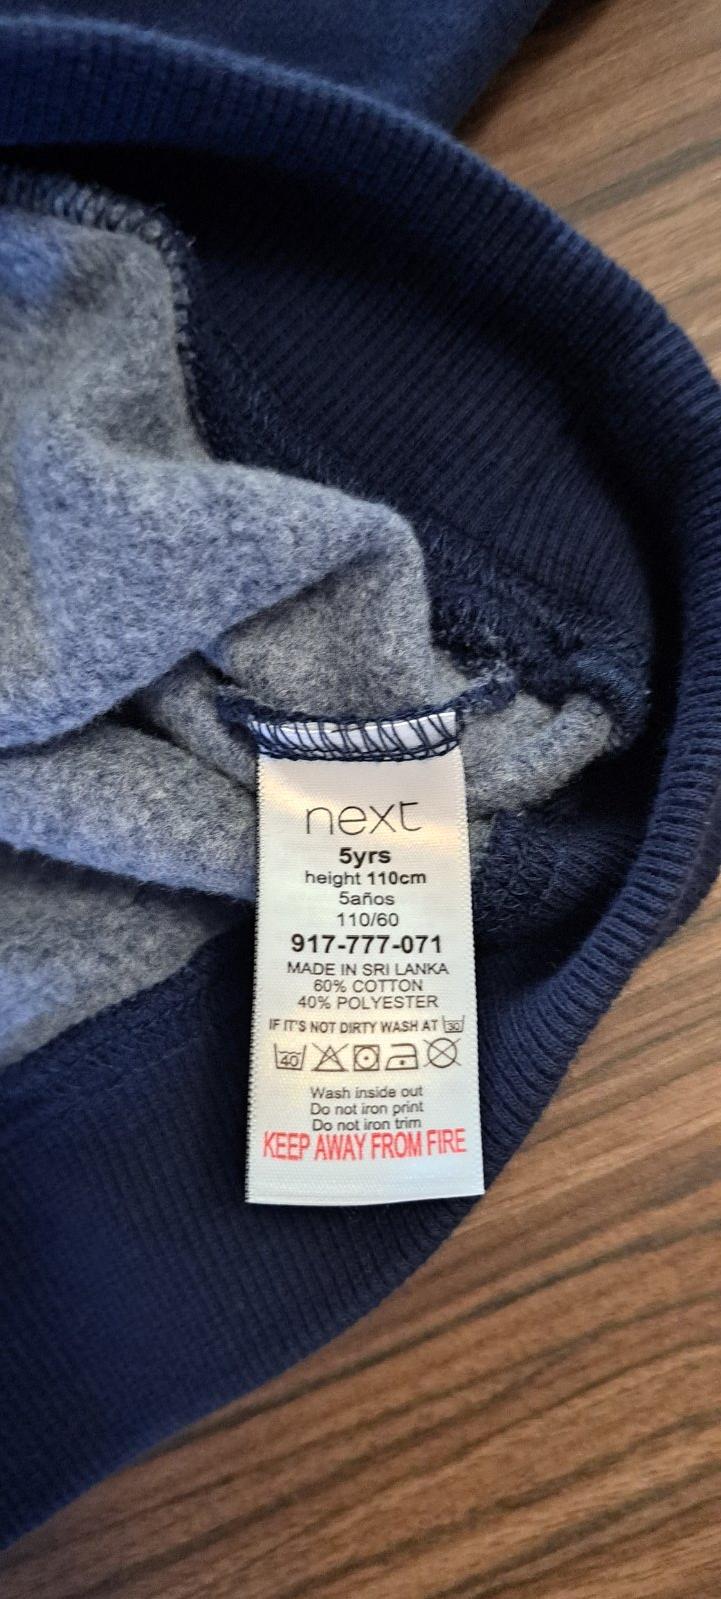 next
5yrs
height 110cm
5años
110/60
917-777-071
MADE IN SRI LANKA
60% COTTON
40% POLYESTER
IF IT'S NOT DIRTY WASH AT 30
40
Wash inside out
Do not iron print
Do not iron trim
KEEP AWAY FROM FIRE